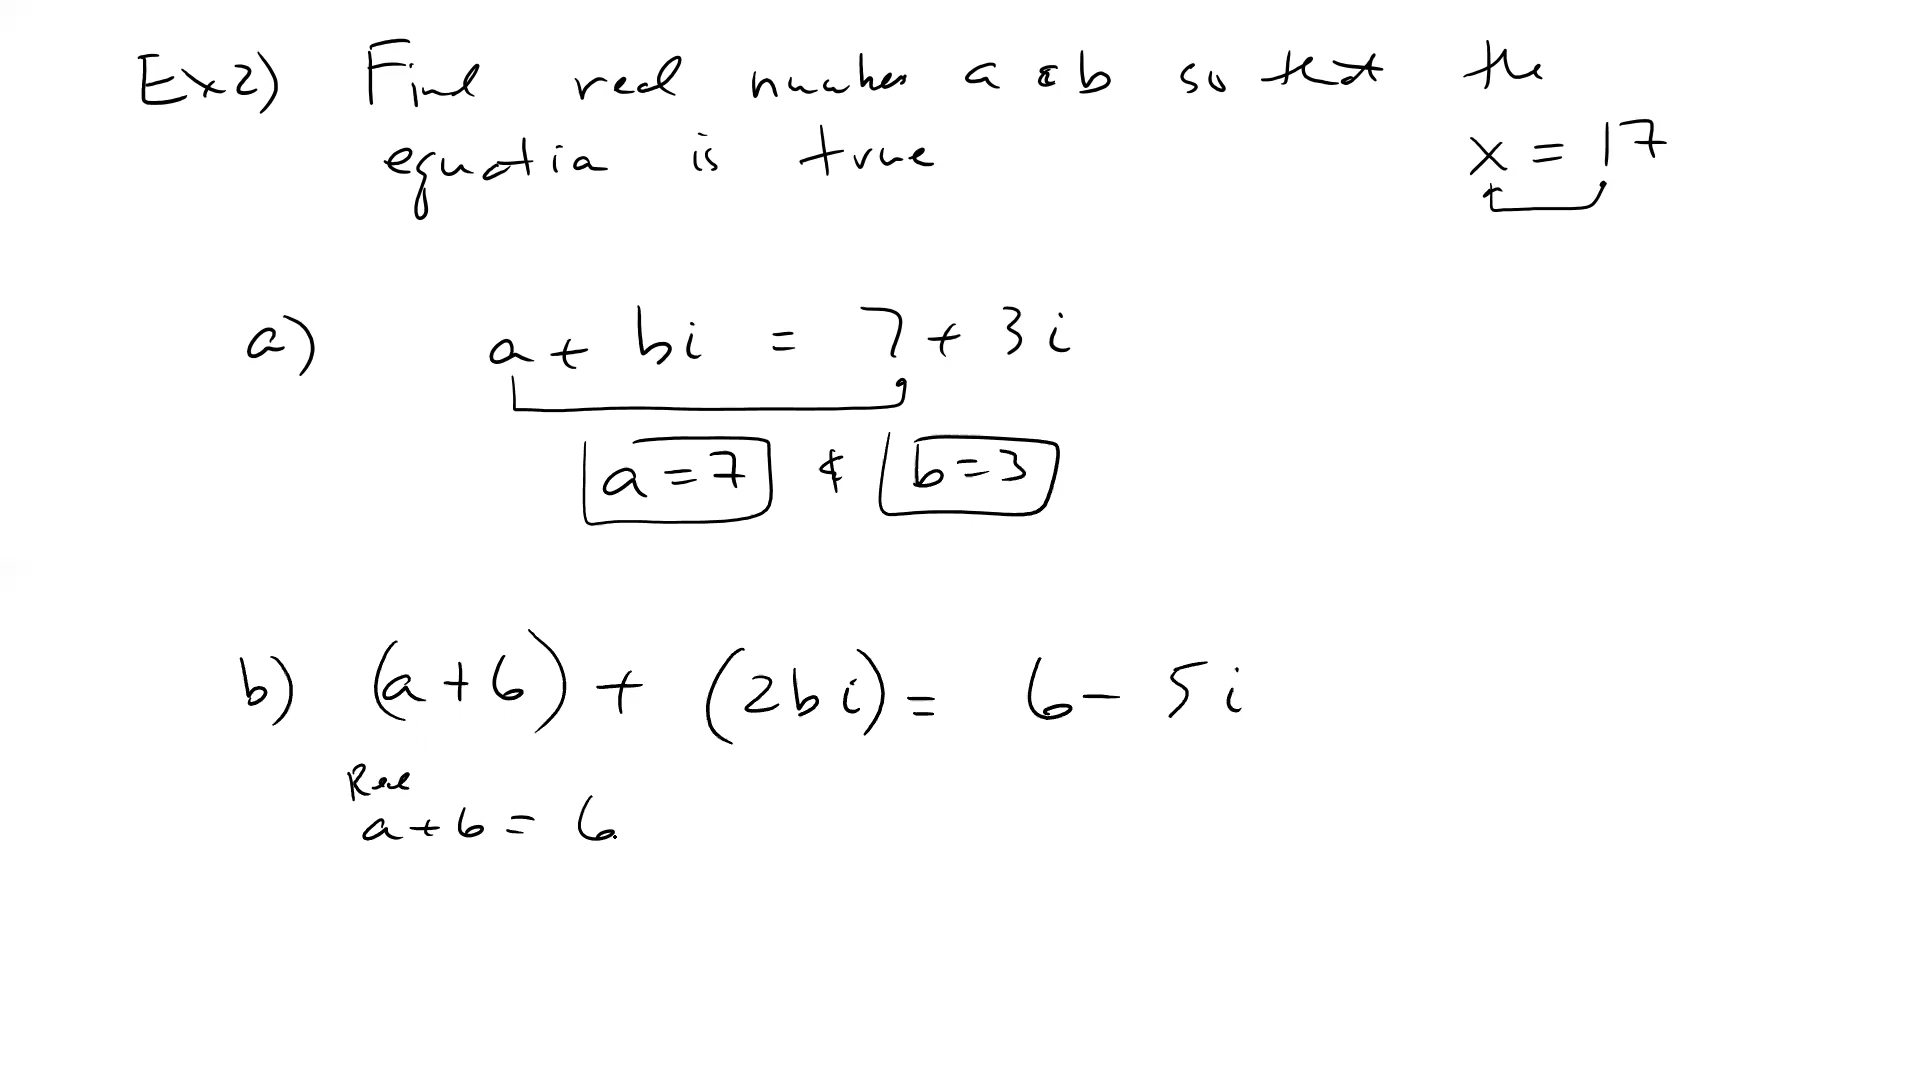 Ex2) Find real numbers a & b so that the
equation is true
x = 17
a) a + bi = 7 + 3i
a = 7 & b = 3
b) (a + 6) + (2bi) = 6 - 5i
Real
a + 6 = 6